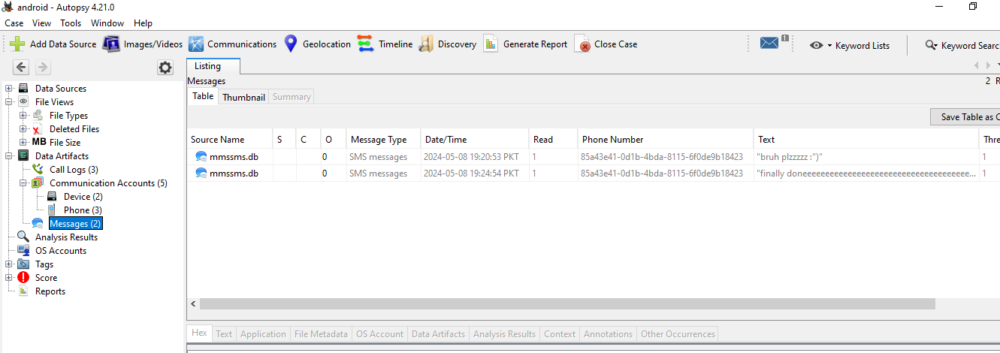 android - Autopsy 4.21.0
Case View Tools Window Help
Add Data Source Images/Videos Communications Geolocation Timeline Discovery Generate Report Close Case 1 Keyword Lists Keyword Searc
Listing
Messages 2 R
Table Thumbnail Summary
Save Table as C
Source Name S C O Message Type Date/Time Read Phone Number Text Thre
mmssms.db 0 SMS messages 2024-05-08 19:20:53 PKT 1 85a43e41-0d1b-4bda-8115-6f0de9b18423 "bruh plzzzzz :")" 1
mmssms.db 0 SMS messages 2024-05-08 19:24:54 PKT 1 85a43e41-0d1b-4bda-8115-6f0de9b18423 1
Data Sources
File Views
File Types
Deleted Files
MB File Size
Data Artifacts
Call Logs (3)
Communication Accounts (5)
Device (2)
Phone (3)
Messages (2)
Analysis Results
OS Accounts
Tags
Score
Reports
Hex Text Application File Metadata OS Account Data Artifacts Analysis Results Context Annotations Other Occurrences